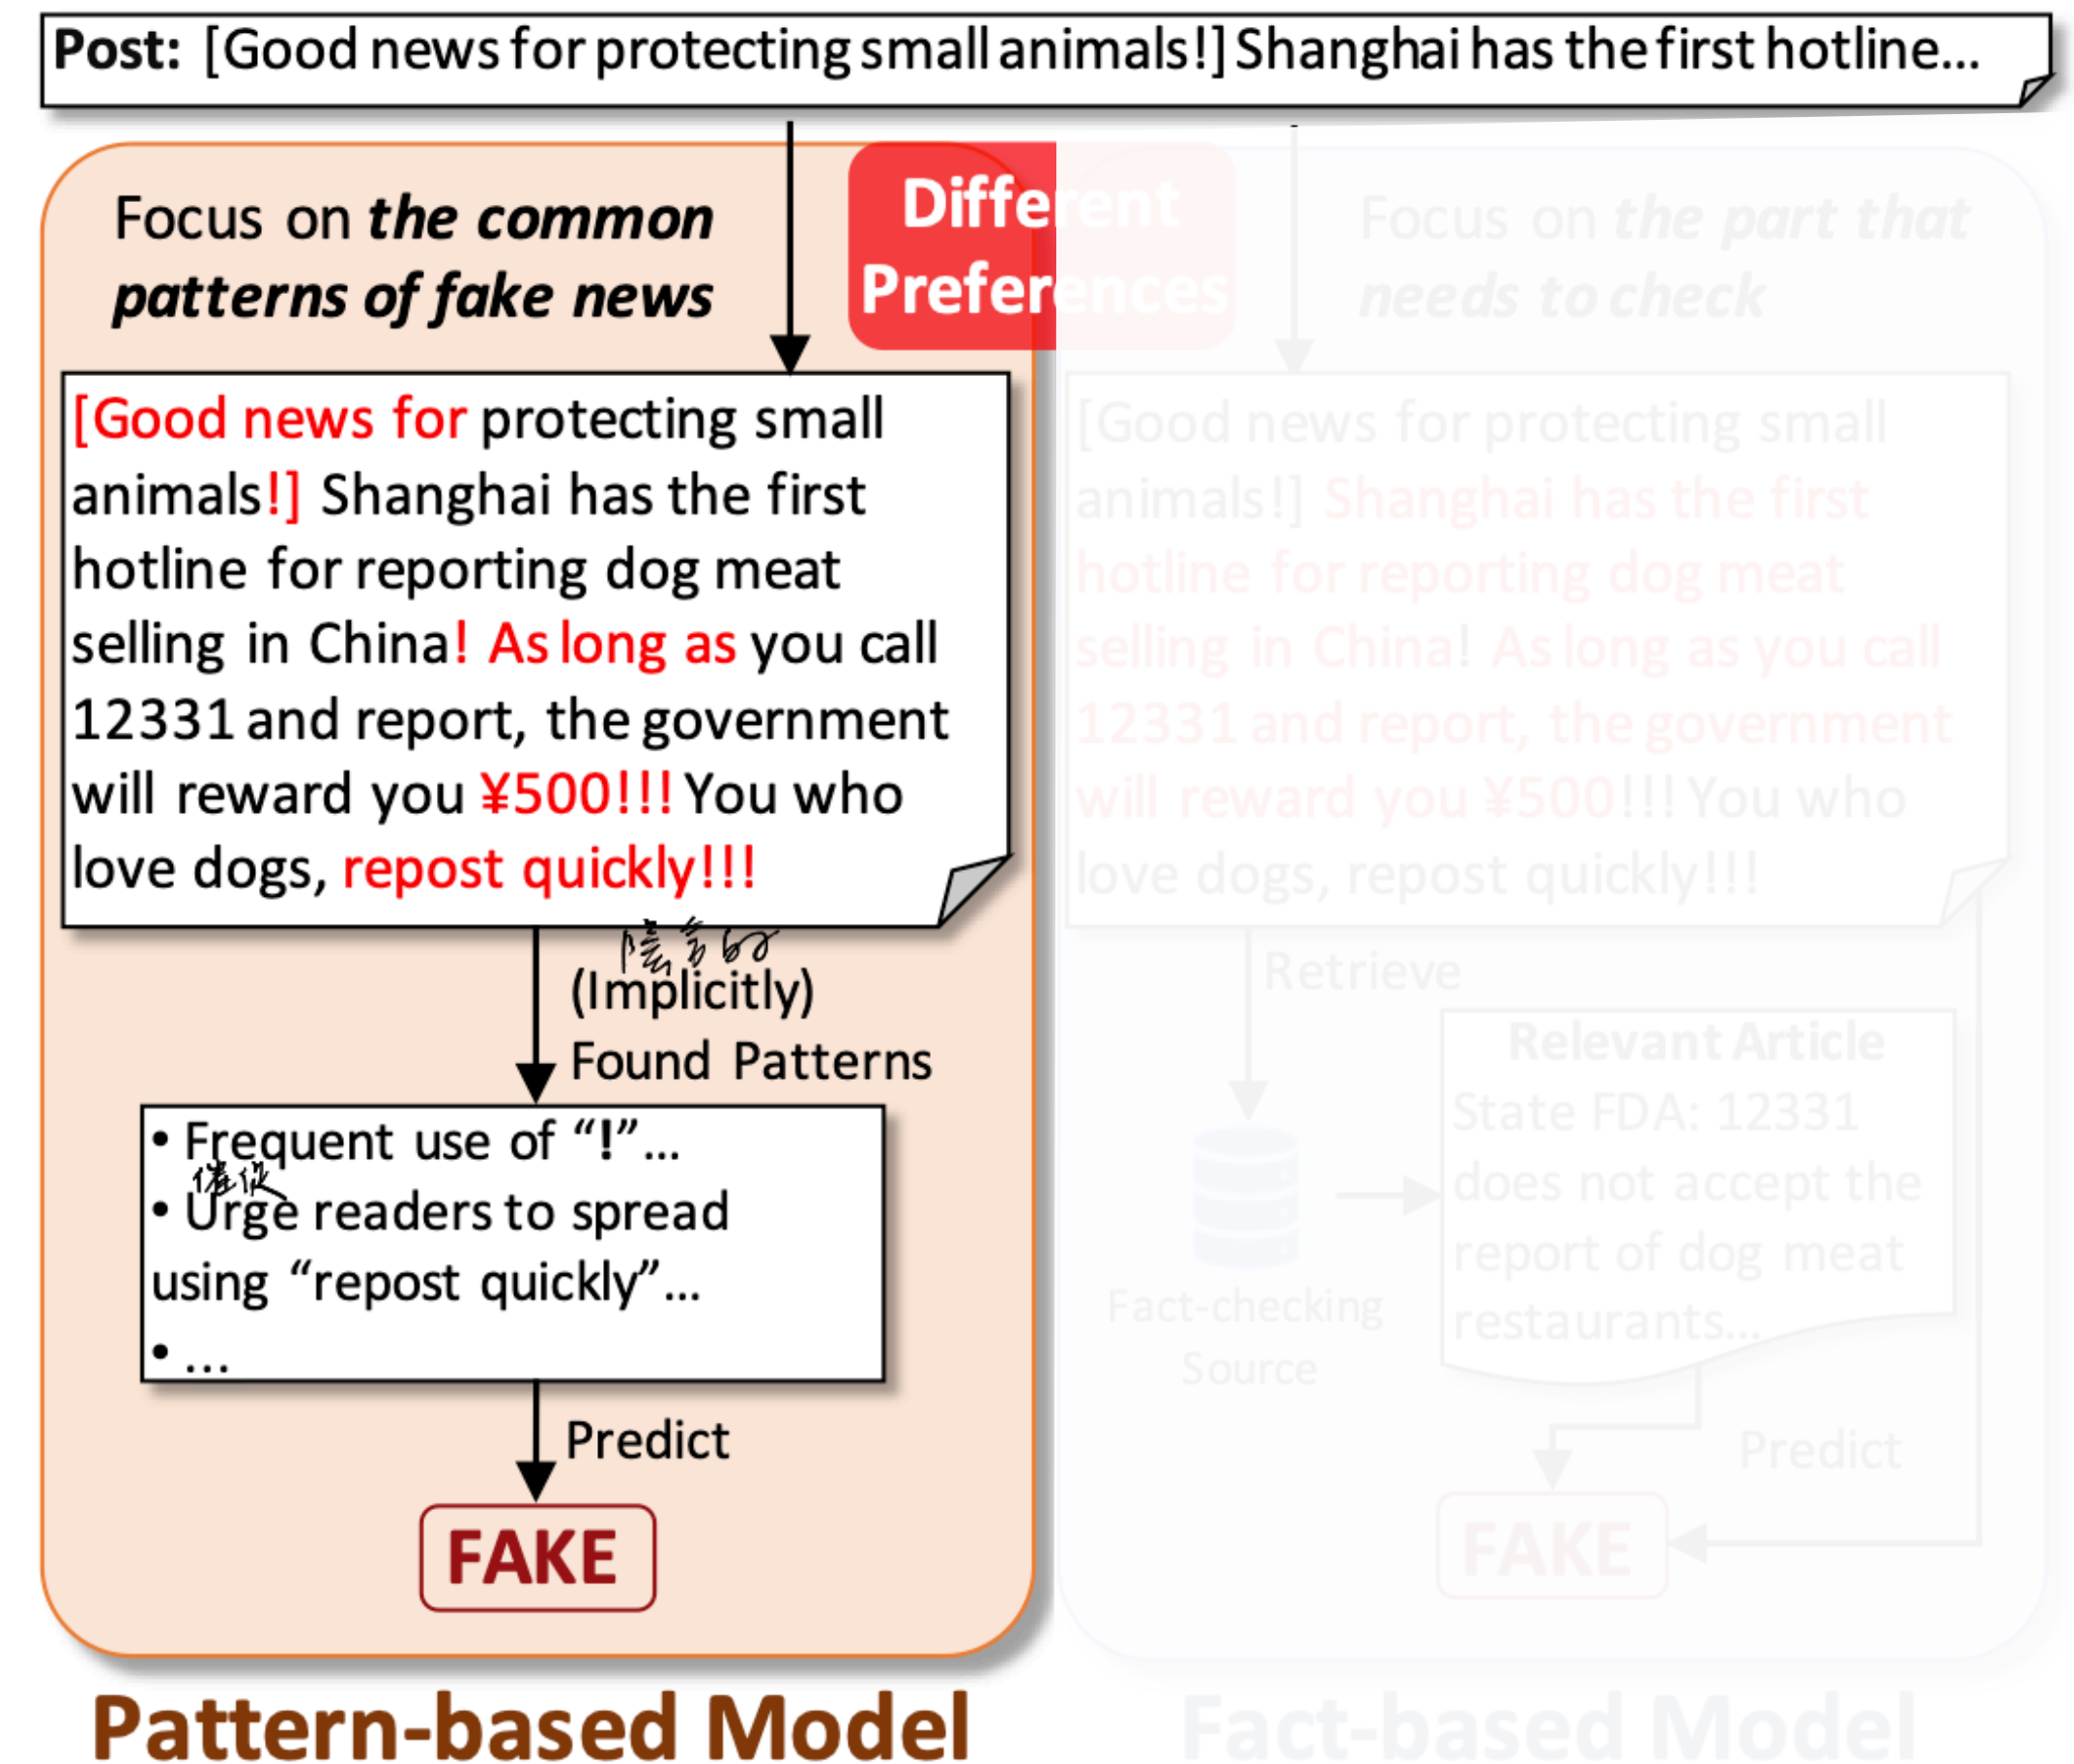 Post: [Good news for protecting small animals!] Shanghai has the first hotline...
Focus on the common
patterns of fake news
Different
Preferences
[Good news for protecting small
animals!] Shanghai has the first
hotline for reporting dog meat
selling in China! As long as you call
12331 and report, the government
will reward you ¥500!!! You who
love dogs, repost quickly!!!
(Implicitly)
Found Patterns
• Frequent use of “!”...
催促
• Urge readers to spread
using “repost quickly”...
• ...
Predict
FAKE
Pattern-based Model
Focus on the part that
needs to check
[Good news for protecting small
animals!] Shanghai has the first
hotline for reporting dog meat
selling in China! As long as you call
12331 and report, the government
will reward you ¥500!!! You who
love dogs, repost quickly!!!
Retrieve
Fact-checking
Source
Relevant Article
State FDA: 12331
does not accept the
report of dog meat
restaurants...
Predict
FAKE
Fact-based Model